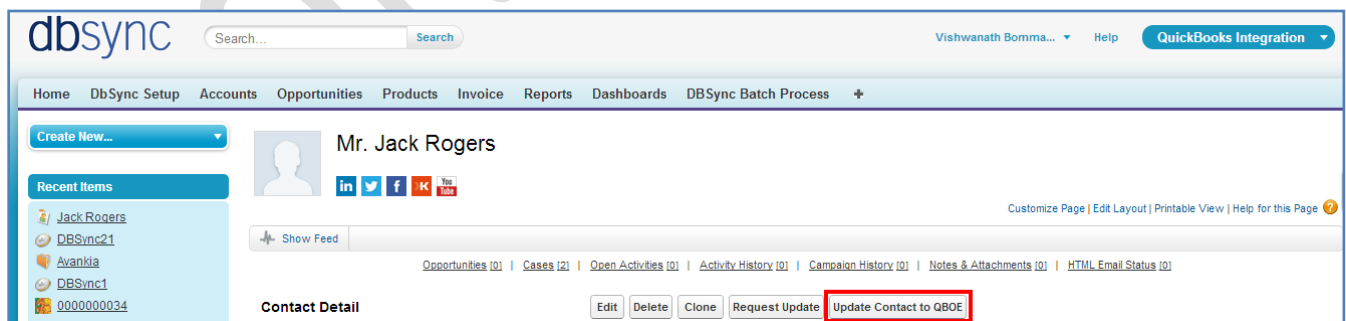 dbsync Search... Search Vishwanath Bomma... Help QuickBooks Integration
Home DbSync Setup Accounts Opportunities Products Invoice Reports Dashboards DBSync Batch Process +
Create New...
Mr. Jack Rogers
in f You Tube
Recent Items
Customize Page | Edit Layout | Printable View | Help for this Page ?
Jack Rogers
DBSync21
Show Feed
Avankia
Opportunities [0] | Cases [2] | Open Activities [0] | Activity History [0] | Campaign History [0] | Notes & Attachments [0] | HTML Email Status [0]
DBSync1
0000000034
Contact Detail Edit Delete Clone Request Update Update Contact to QBOE